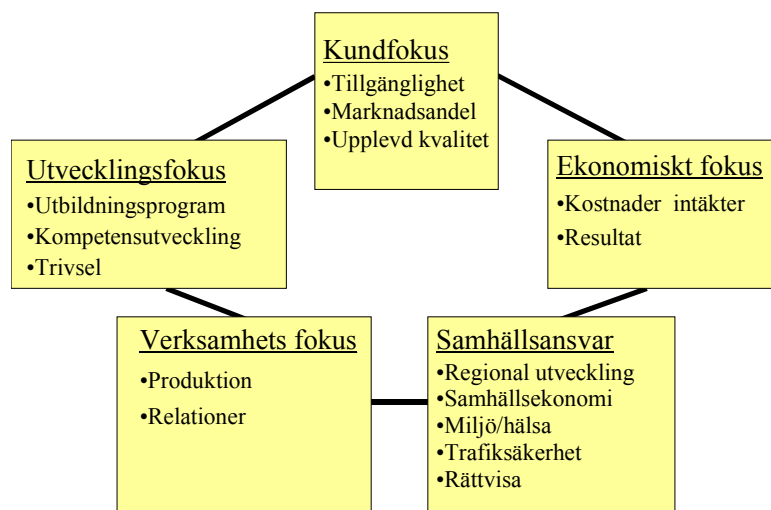 Kundfokus
•Tillgänglighet
•Marknadsandel
•Upplevd kvalitet
Utvecklingsfokus
•Utbildningsprogram
•Kompetensutveckling
•Trivsel
Ekonomiskt fokus
•Kostnader intäkter
•Resultat
Verksamhets fokus
•Produktion
•Relationer
Samhällsansvar
•Regional utveckling
•Samhällsekonomi
•Miljö/hälsa
•Trafiksäkerhet
•Rättvisa